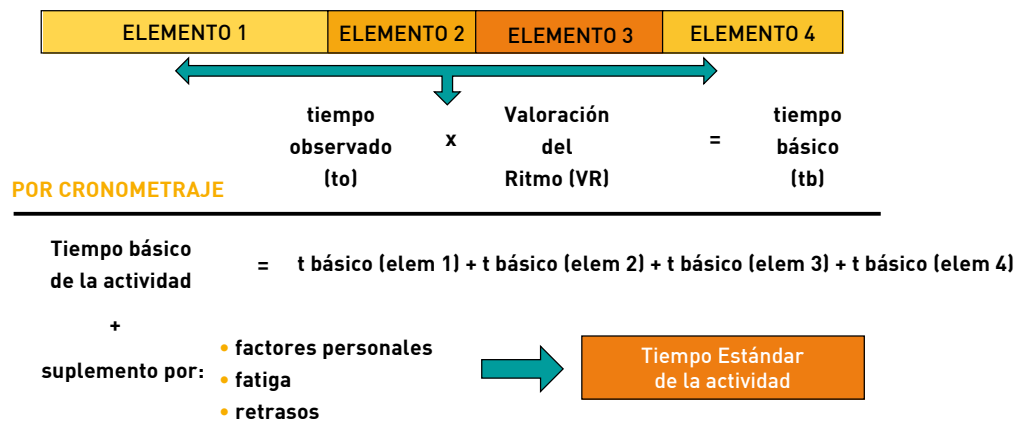 ELEMENTO 1
ELEMENTO 2
ELEMENTO 3
ELEMENTO 4
tiempo
observado
(to)
x
Valoración
del
Ritmo (VR)
=
tiempo
básico
(tb)
POR CRONOMETRAJE
Tiempo básico
de la actividad
=
t básico (elem 1) + t básico (elem 2) + t básico (elem 3) + t básico (elem 4)
+
suplemento por:
• factores personales
• fatiga
• retrasos
Tiempo Estándar
de la actividad